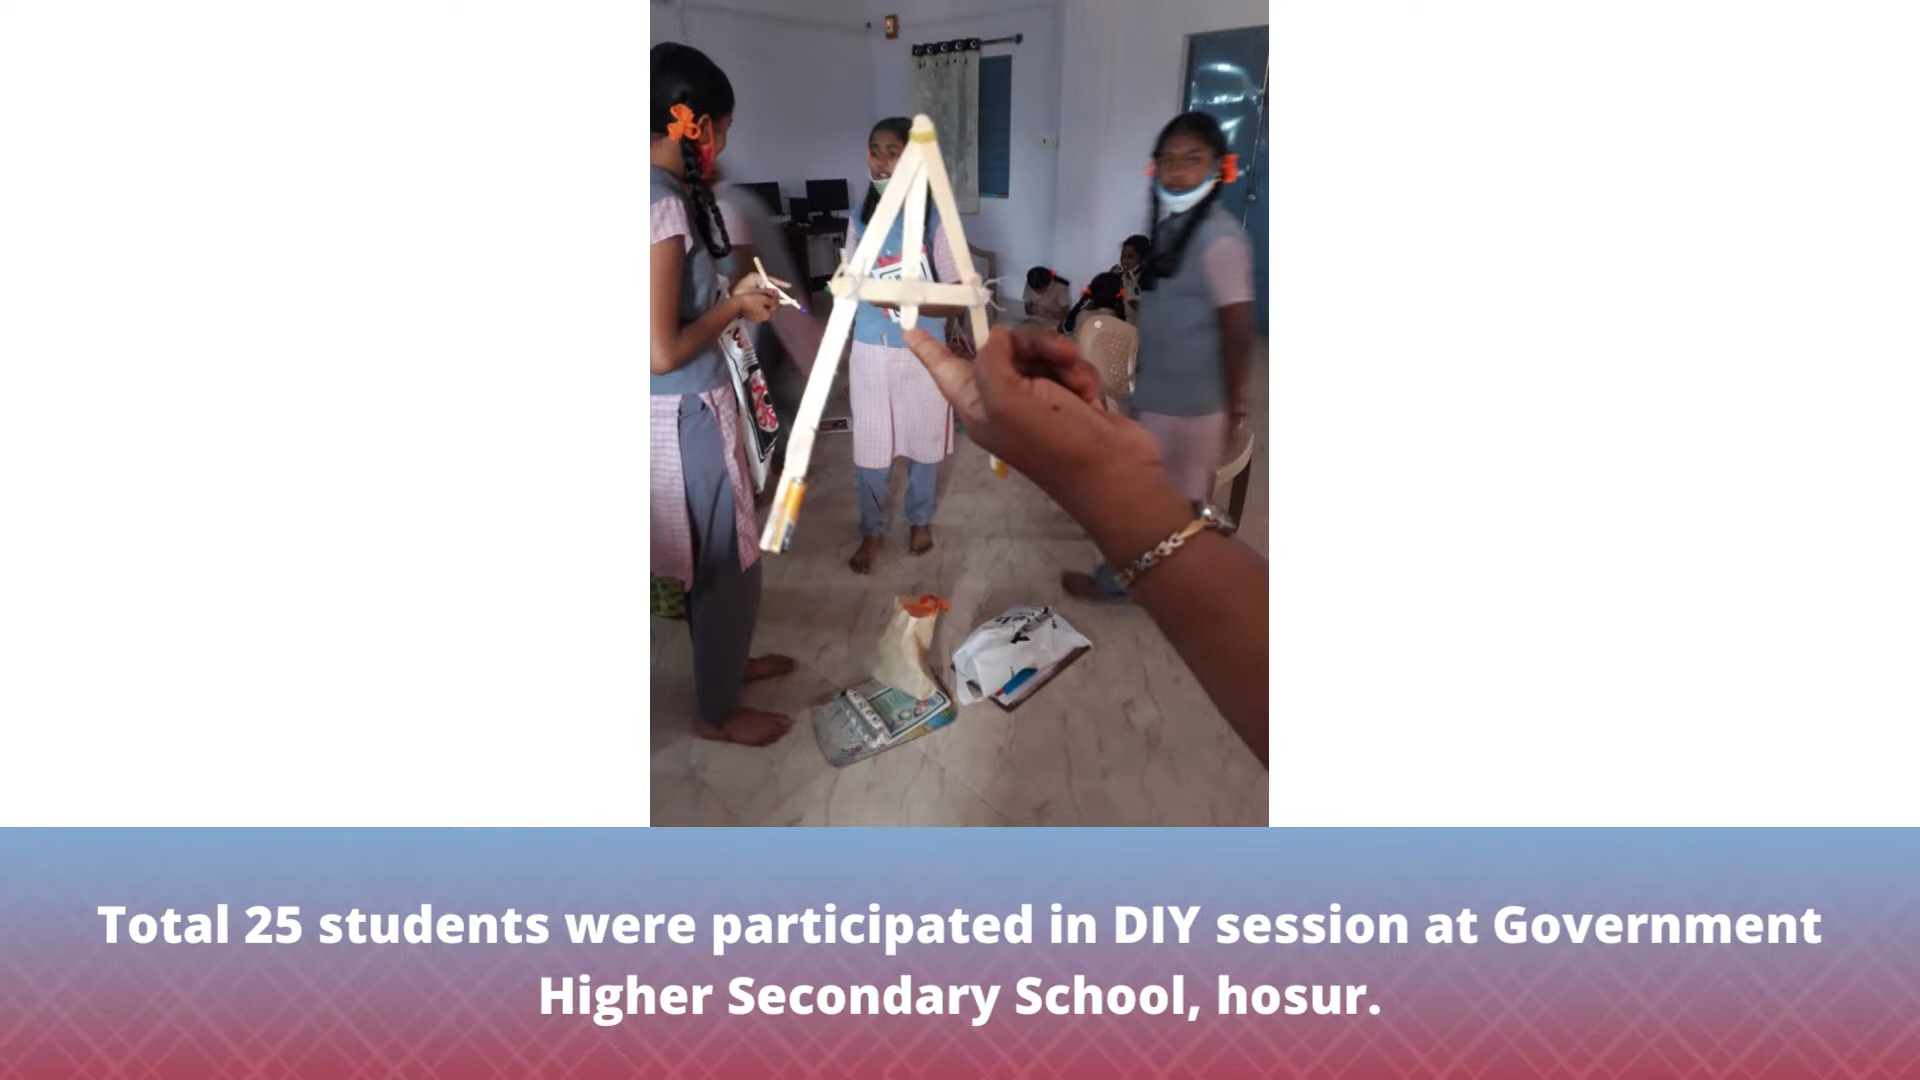 Total 25 students were participated in DIY session at Government
Higher Secondary School, hosur.